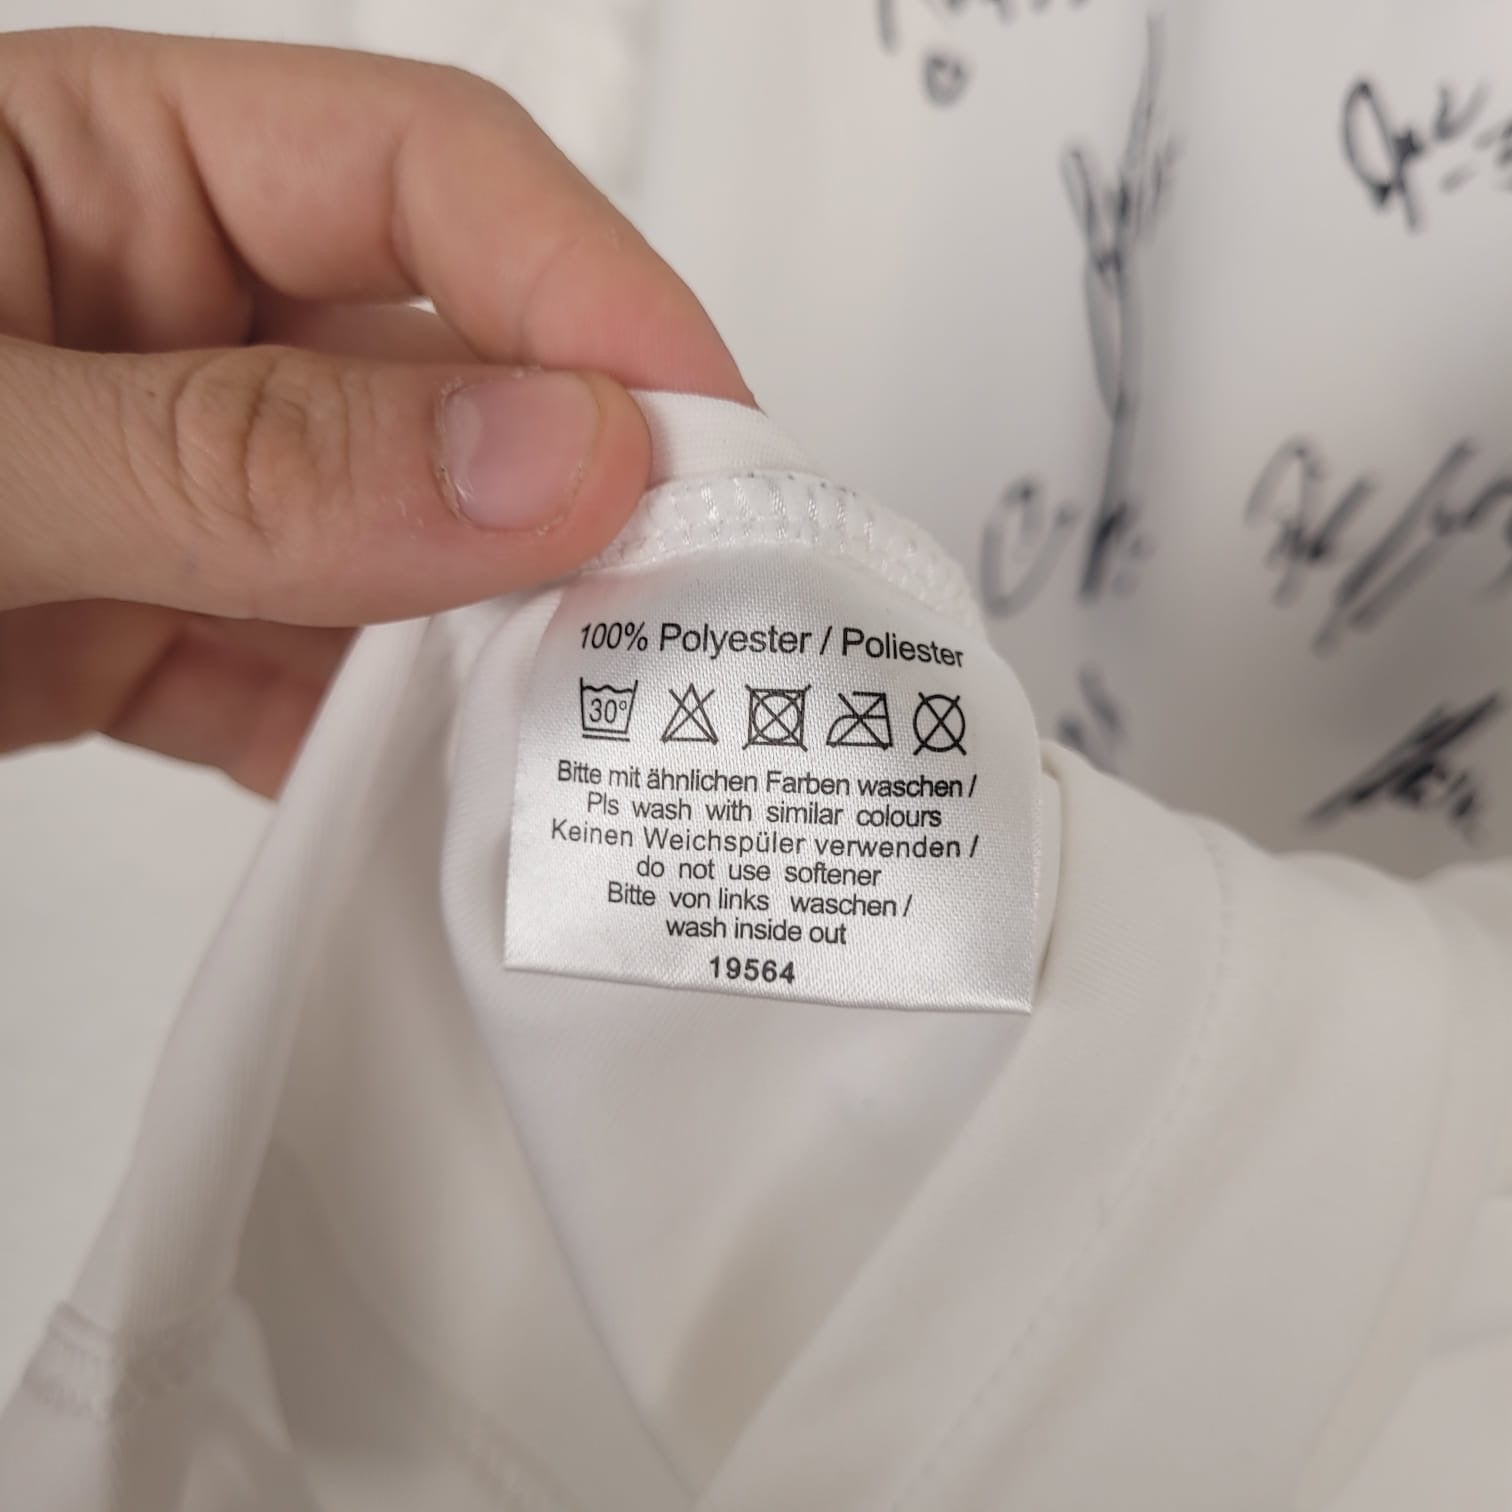 100% Polyester / Poliester
30°
Bitte mit ähnlichen Farben waschen /
Pls wash with similar colours
Keinen Weichspüler verwenden /
do not use softener
Bitte von links waschen /
wash inside out
19564